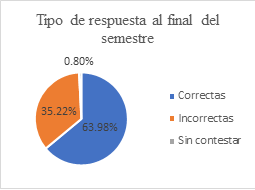 Tipo de respuesta al final del
semestre
0.80%
35.22%
63.98%
Correctas
Incorrectas
Sin contestar